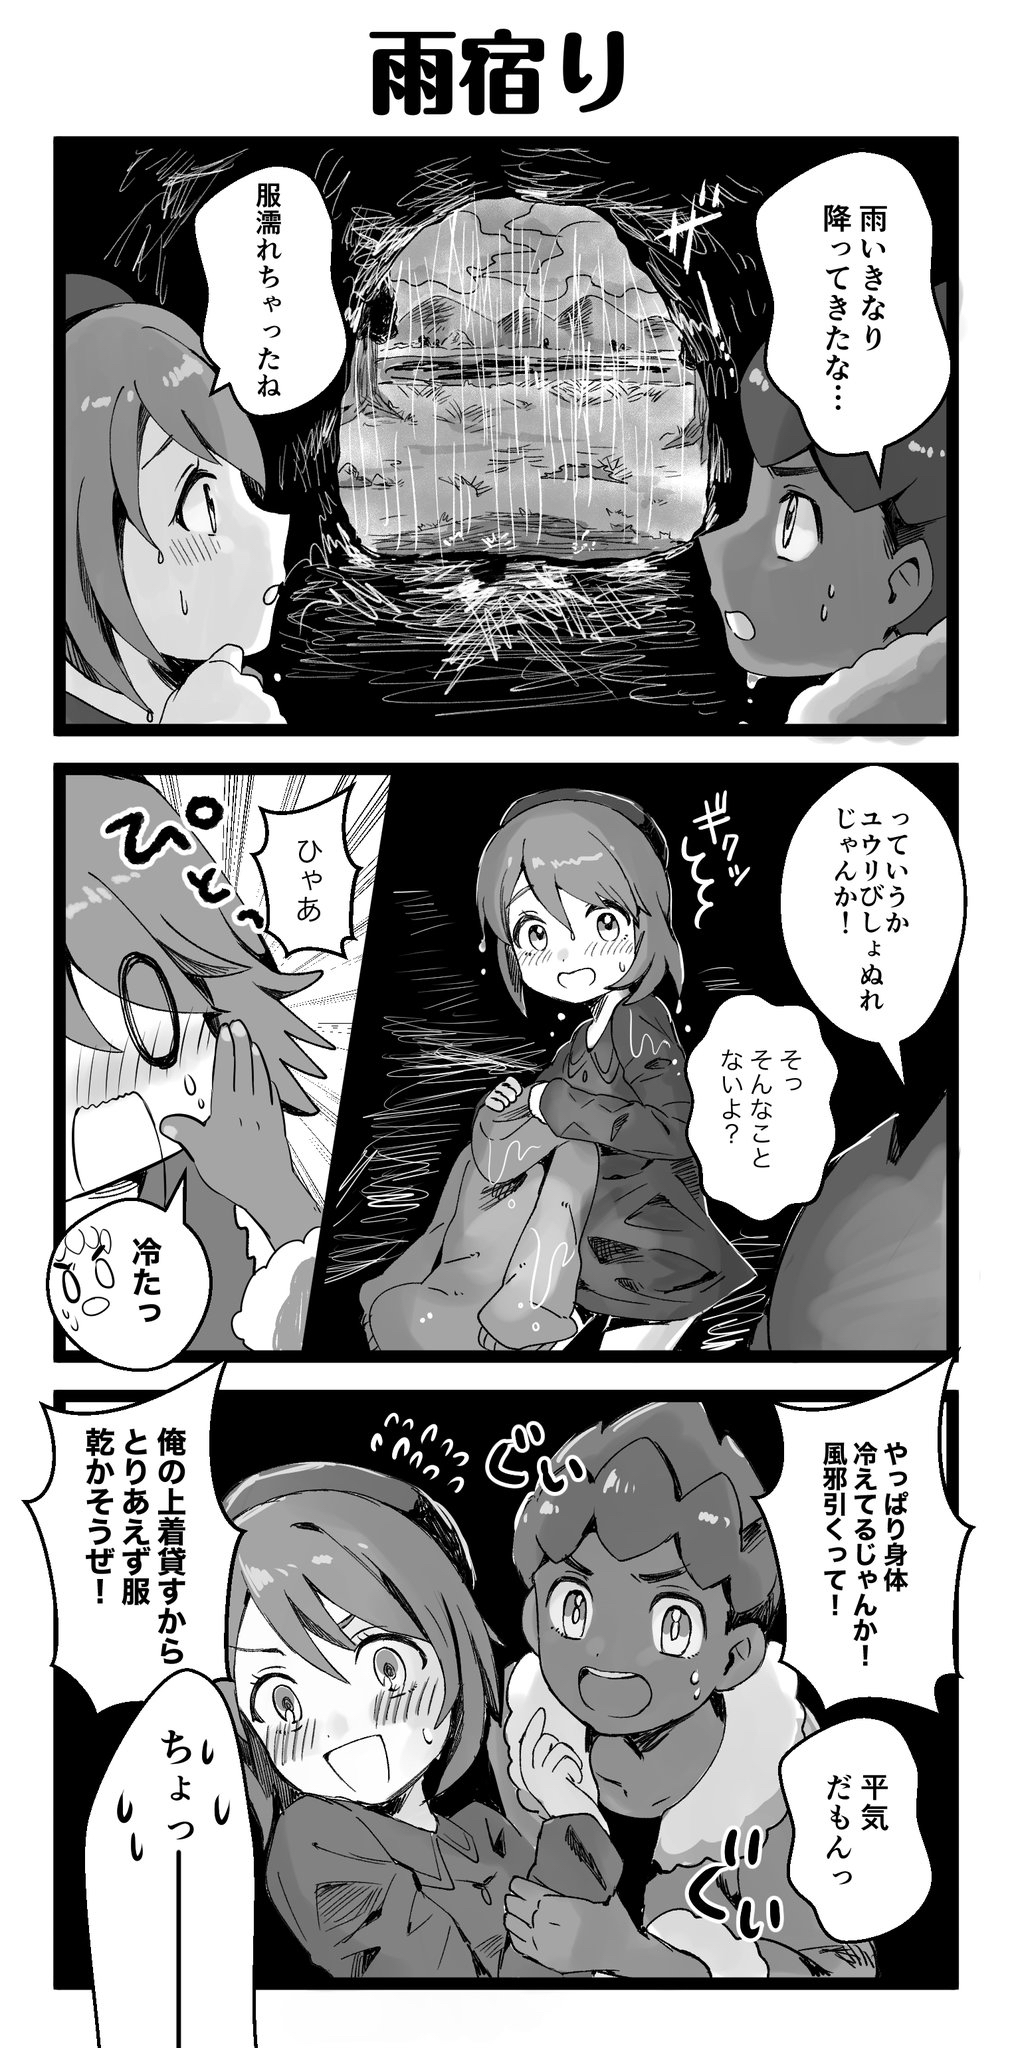 雨宿り
雨いきなり
降ってきたな…
ザ
服濡れちゃったね
っていうか
ユウリびしょぬれ
じゃんか!
ギクッ
そっ
そんなこと
ないよ?
ひゃあ
ぴとっ
冷たっ
やっぱり身体
冷えてるじゃんか!
風邪引くって!
平気
だもんっ
ぐい
ぐい
俺の上着貸すから
とりあえず服
乾かそうぜ!
ちょっ――